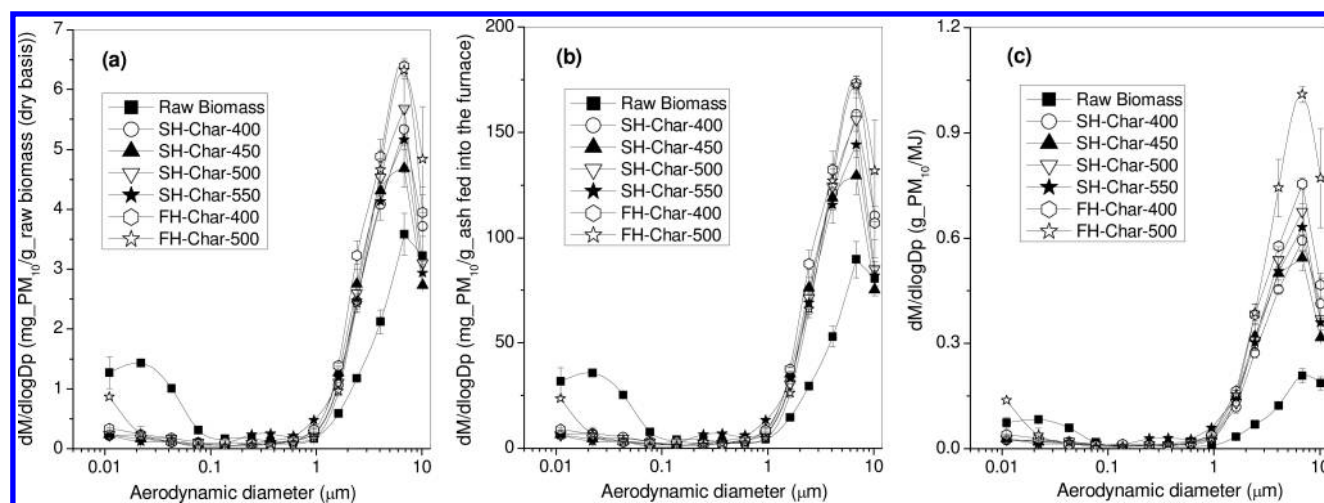 (a)
Raw Biomass
SH-Char-400
SH-Char-450
SH-Char-500
SH-Char-550
FH-Char-400
FH-Char-500
dM/dlogDp (mg_PM₁₀/g_raw biomass (dry basis))
7
6
5
4
3
2
1
0
0.01
0.1
1
10
Aerodynamic diameter (μm)
(b)
Raw Biomass
SH-Char-400
SH-Char-450
SH-Char-500
SH-Char-550
FH-Char-400
FH-Char-500
dM/dlogDp (mg_PM₁₀/g_ash fed into the furnace)
200
150
100
50
0
0.01
0.1
1
10
Aerodynamic diameter (μm)
(c)
Raw Biomass
SH-Char-400
SH-Char-450
SH-Char-500
SH-Char-550
FH-Char-400
FH-Char-500
dM/dlogDp (g_PM₁₀/MJ)
1.2
0.9
0.6
0.3
0.0
0.01
0.1
1
10
Aerodynamic diameter (μm)